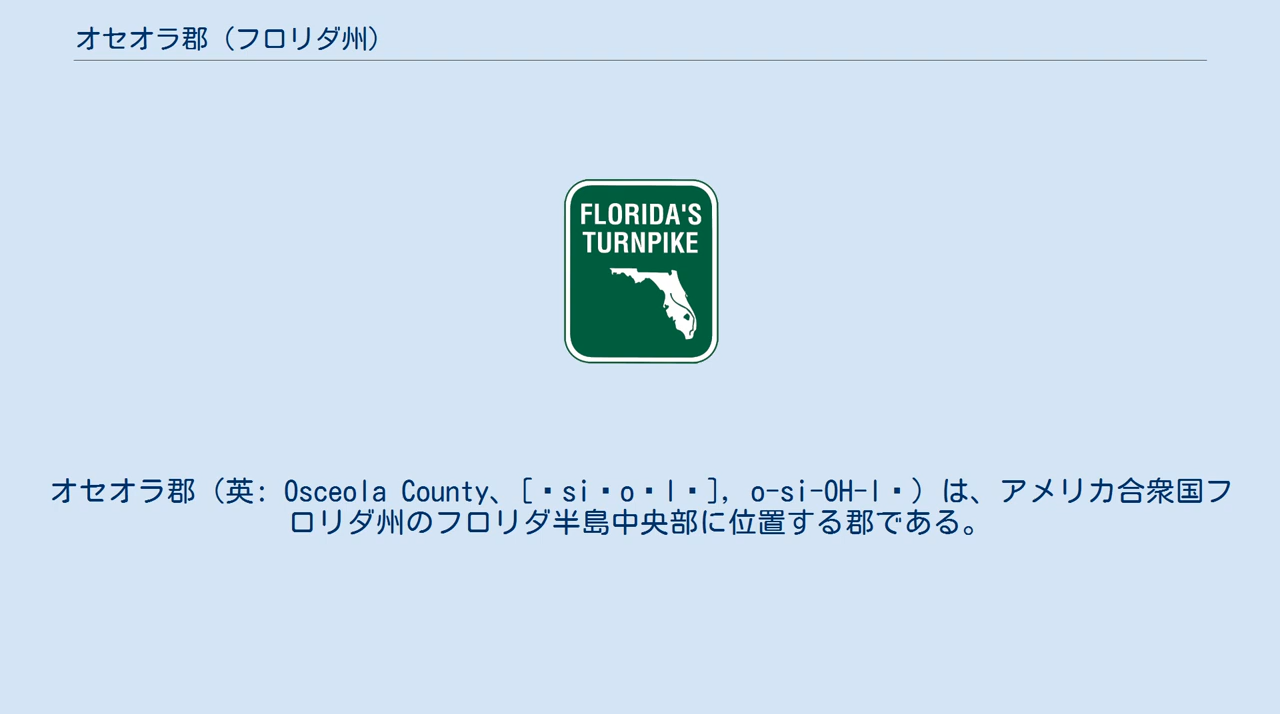 オセオラ郡（フロリダ州）
FLORIDA'S
TURNPIKE
オセオラ郡（英: Osceola County、[▪si▪o▪l▪], o-si-OH-l▪）は、アメリカ合衆国フ
ロリダ州のフロリダ半島中央部に位置する郡である。